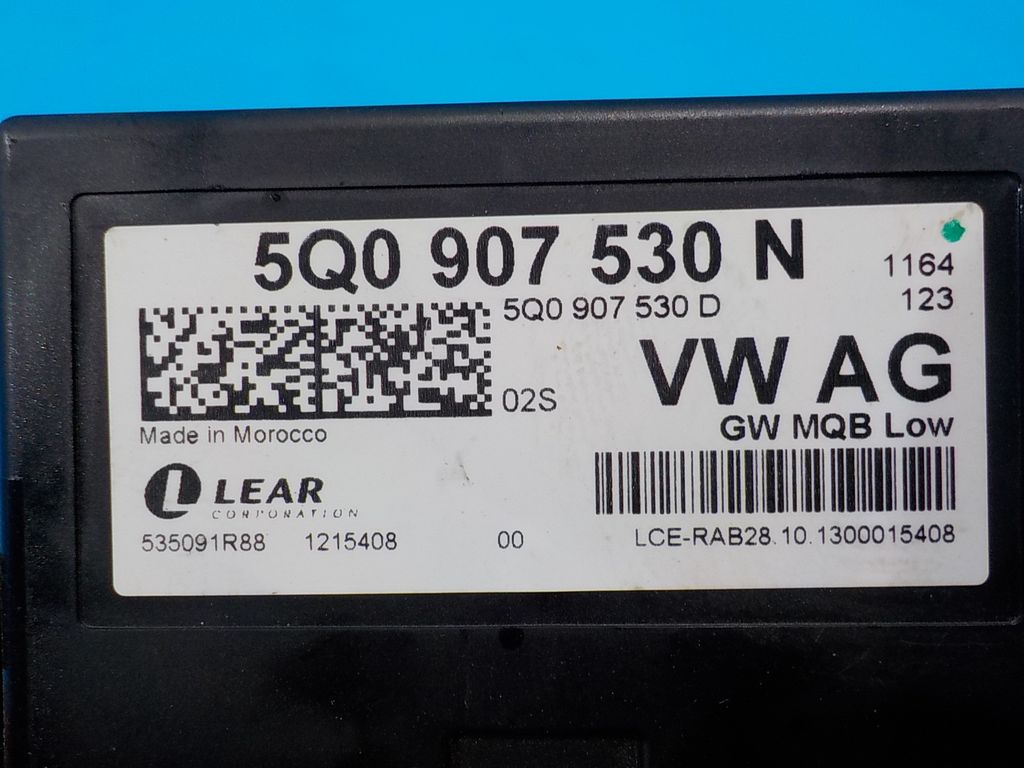 5Q0 907 530 N
1164
5Q0 907 530 D
123
VW AG
02S
GW MQB Low
Made in Morocco
L LEAR
CORPORATION
535091R88 1215408 00
LCE-RAB28.10.1300015408